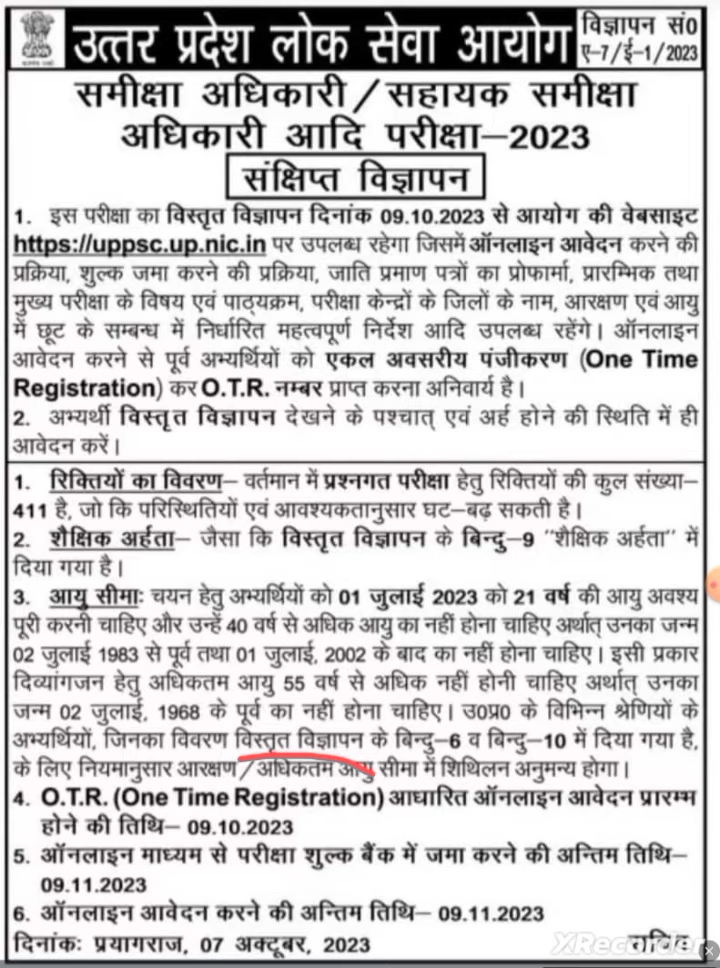 उत्तर प्रदेश लोक सेवा आयोग
विज्ञापन सं0
ए–7/ई–1/2023
समीक्षा अधिकारी/सहायक समीक्षा
अधिकारी आदि परीक्षा–2023
संक्षिप्त विज्ञापन
1. इस परीक्षा का विस्तृत विज्ञापन दिनांक 09.10.2023 से आयोग की वेबसाइट
https://uppsc.up.nic.in पर उपलब्ध रहेगा जिसमें ऑनलाइन आवेदन करने की
प्रक्रिया, शुल्क जमा करने की प्रक्रिया, जाति प्रमाण पत्रों का प्रोफार्मा, प्रारम्भिक तथा
मुख्य परीक्षा के विषय एवं पाठ्यक्रम, परीक्षा केन्द्रों के जिलों के नाम, आरक्षण एवं आयु
में छूट के सम्बन्ध में निर्धारित महत्वपूर्ण निर्देश आदि उपलब्ध रहेंगे। ऑनलाइन
आवेदन करने से पूर्व अभ्यर्थियों को एकल अवसरीय पंजीकरण (One Time
Registration) कर O.T.R. नम्बर प्राप्त करना अनिवार्य है।
2. अभ्यर्थी विस्तृत विज्ञापन देखने के पश्चात् एवं अर्ह होने की स्थिति में ही
आवेदन करें।
1. रिक्तियों का विवरण– वर्तमान में प्रश्नगत परीक्षा हेतु रिक्तियों की कुल संख्या–
411 है, जो कि परिस्थितियों एवं आवश्यकतानुसार घट–बढ़ सकती है।
2. शैक्षिक अर्हता– जैसा कि विस्तृत विज्ञापन के बिन्दु–9 "शैक्षिक अर्हता" में
दिया गया है।
3. आयु सीमाः चयन हेतु अभ्यर्थियों को 01 जुलाई 2023 को 21 वर्ष की आयु अवश्य
पूरी करनी चाहिए और उन्हें 40 वर्ष से अधिक आयु का नहीं होना चाहिए अर्थात् उनका जन्म
02 जुलाई 1983 से पूर्व तथा 01 जुलाई, 2002 के बाद का नहीं होना चाहिए। इसी प्रकार
दिव्यांगजन हेतु अधिकतम आयु 55 वर्ष से अधिक नहीं होनी चाहिए अर्थात् उनका
जन्म 02 जुलाई, 1968 के पूर्व का नहीं होना चाहिए। उ0प्र0 के विभिन्न श्रेणियों के
अभ्यर्थियों, जिनका विवरण विस्तृत विज्ञापन के बिन्दु–6 व बिन्दु–10 में दिया गया है,
के लिए नियमानुसार आरक्षण/अधिकतम आयु सीमा में शिथिलन अनुमन्य होगा।
4. O.T.R. (One Time Registration) आधारित ऑनलाइन आवेदन प्रारम्भ
होने की तिथि– 09.10.2023
5. ऑनलाइन माध्यम से परीक्षा शुल्क बैंक में जमा करने की अन्तिम तिथि–
09.11.2023
6. ऑनलाइन आवेदन करने की अन्तिम तिथि– 09.11.2023
दिनांकः प्रयागराज, 07 अक्टूबर, 2023
XRecorder